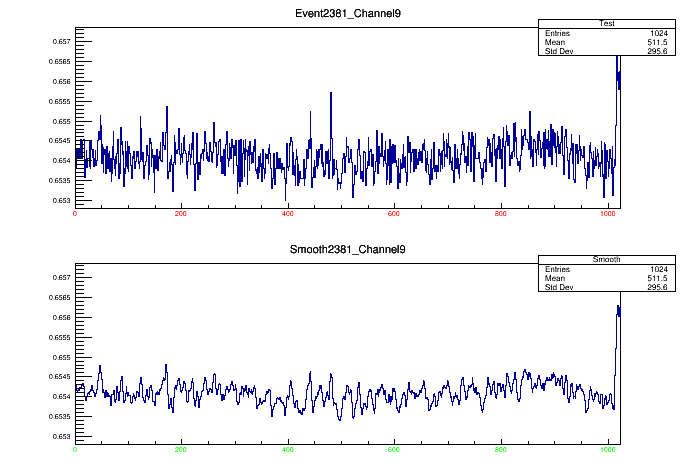 Event2381_Channel9
Test
Entries 1024
Mean 511.5
Std Dev 295.6
0.657
0.6565
0.656
0.6555
0.655
0.6545
0.654
0.6535
0.653
0 200 400 600 800 1000
Smooth2381_Channel9
Smooth
Entries 1024
Mean 511.5
Std Dev 295.6
0.657
0.6565
0.656
0.6555
0.655
0.6545
0.654
0.6535
0.653
0 200 400 600 800 1000